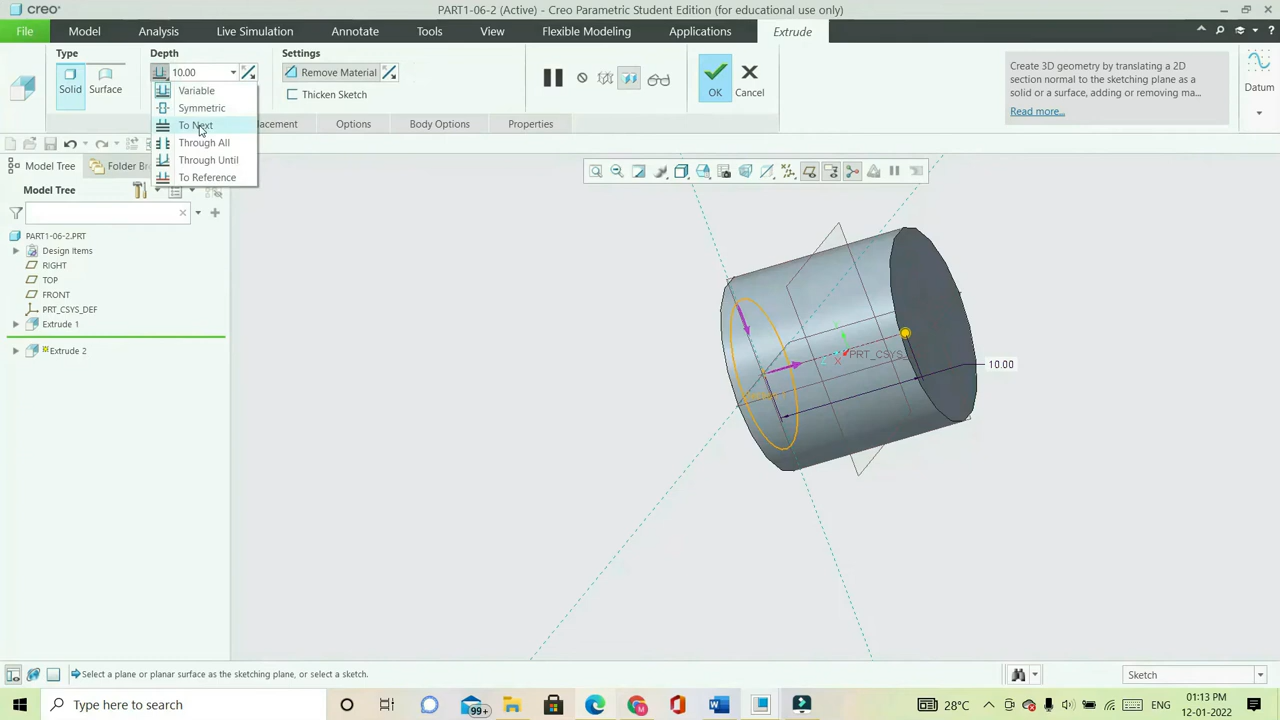 creo®
PART1-06-2 (Active) - Creo Parametric Student Edition (for educational use only)
File Model Analysis Live Simulation Annotate Tools View Flexible Modeling Applications Extrude
Type Depth Settings
10.00 Remove Material
Thicken Sketch
Solid Surface
OK Cancel
Create 3D geometry by translating a 2D
section normal to the sketching plane as
solid or a surface, adding or removing ma...
Read more...
Datum
Variable
Symmetric
To Next
Through All
Through Until
To Reference
Options Body Options Properties
Model Tree Folder Br
Model Tree
PART1-06-2.PRT
Design Items
RIGHT
TOP
FRONT
PRT_CSYS_DEF
Extrude 1
Extrude 2
PRT_CSYS_
X
10.00
Select a plane or planar surface as the sketching plane, or select a sketch.
Sketch
Type here to search
99+
28°C
ENG
01:13 PM
12-01-2022